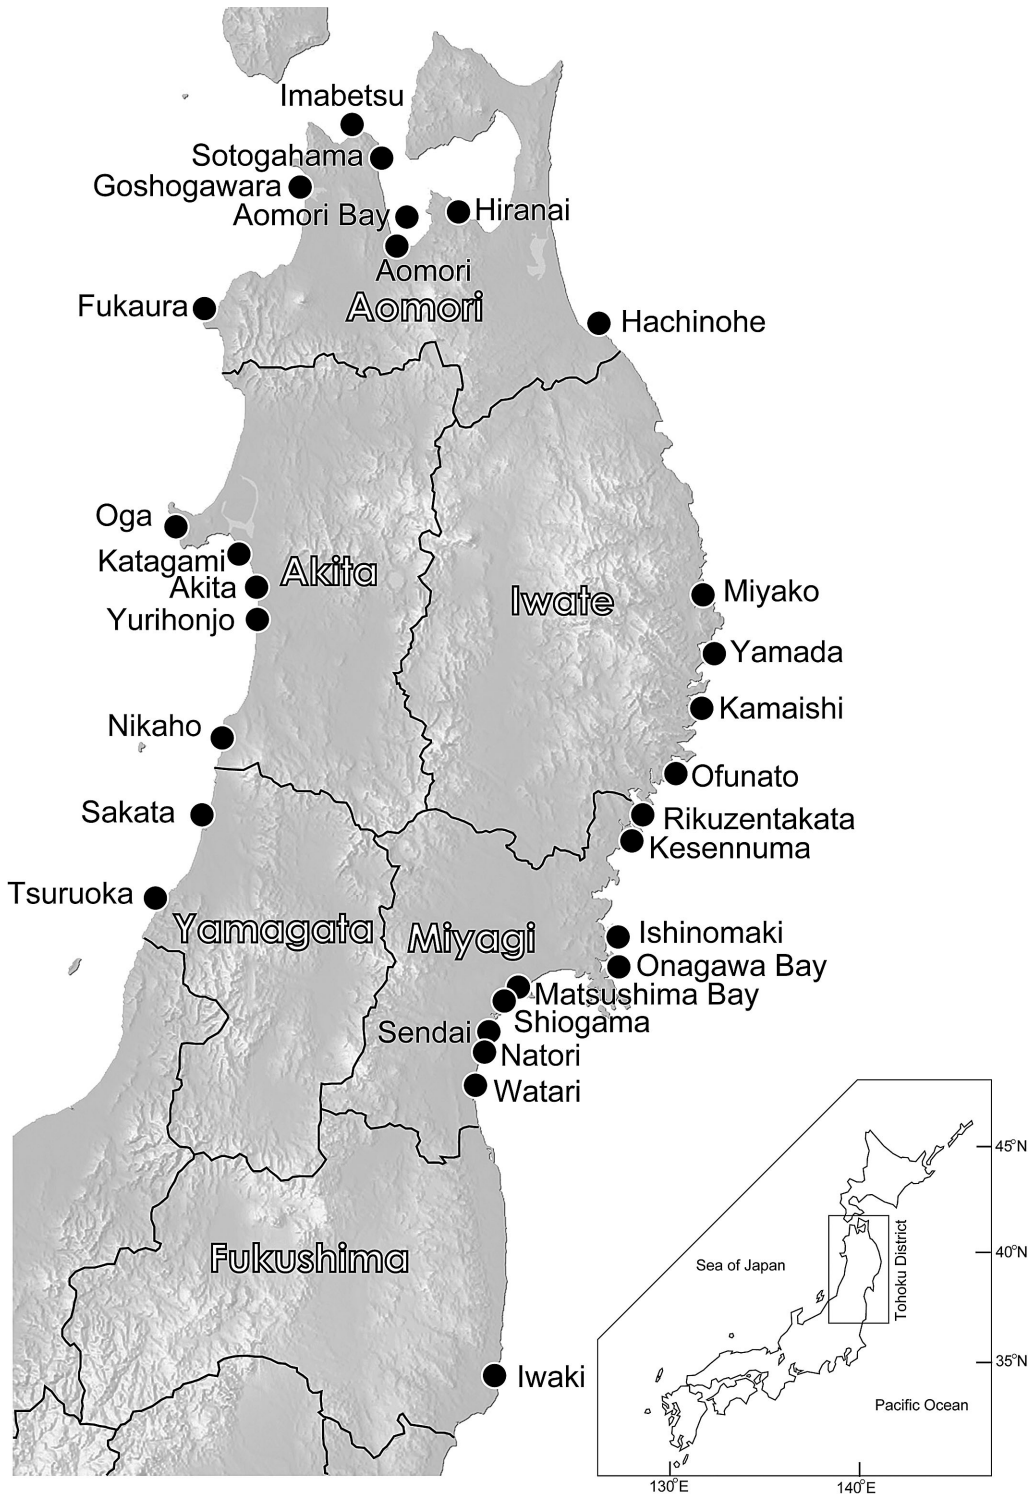 Imabetsu
Sotogahama
Goshogawara
Aomori Bay
Hiranai
Aomori
Aomori
Fukaura
Hachinohe
Oga
Katagami
Akita
Akita
Iwate
Miyako
Yurihonjo
Yamada
Kamaishi
Nikaho
Ofunato
Sakata
Rikuzentakata
Kesennuma
Tsuruoka
Yamagata
Miyagi
Ishinomaki
Onagawa Bay
Matsushima Bay
Shiogama
Sendai
Natori
Watari
Fukushima
Iwaki
45°N
40°N
35°N
Sea of Japan
Tohoku District
Pacific Ocean
130°E
140°E